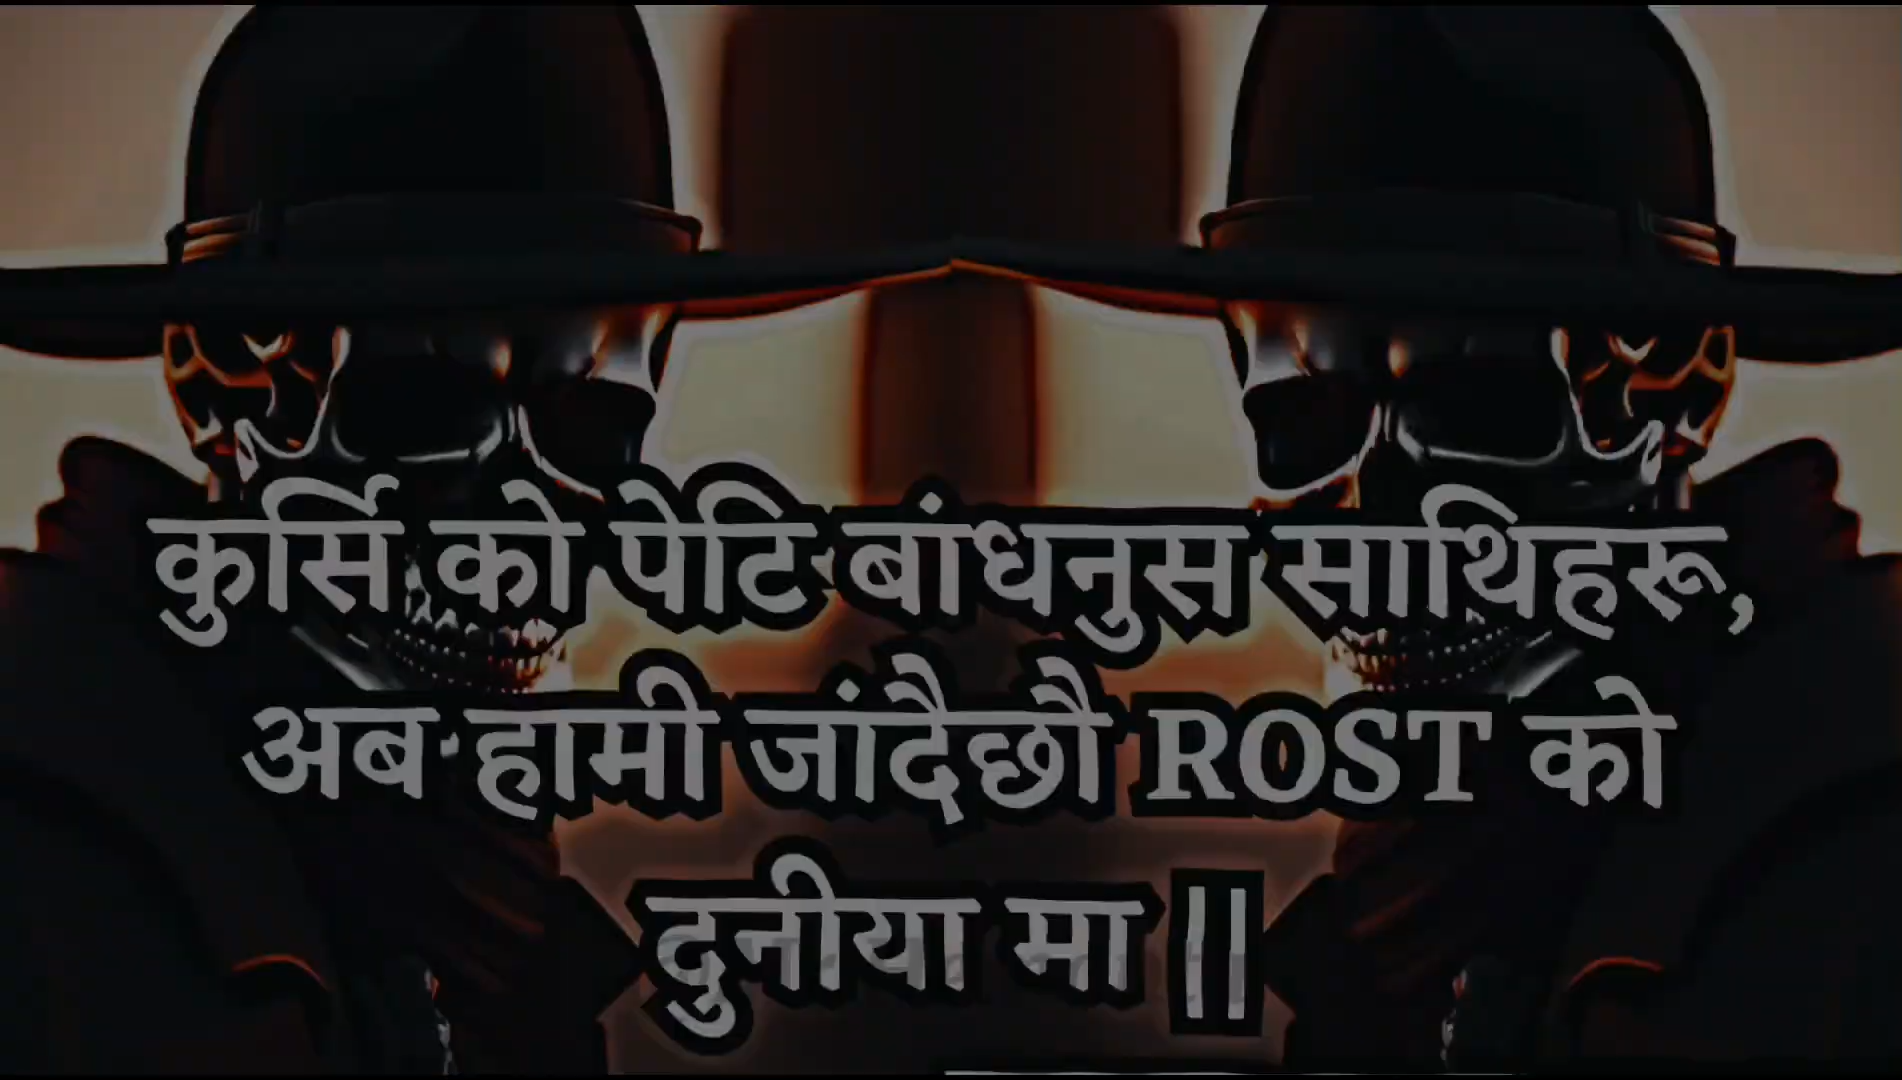 कुर्सि को पेटि बांधनुस साथिहरू,
अब हामी जांदैछौ ROST को
दुनीया मा ||